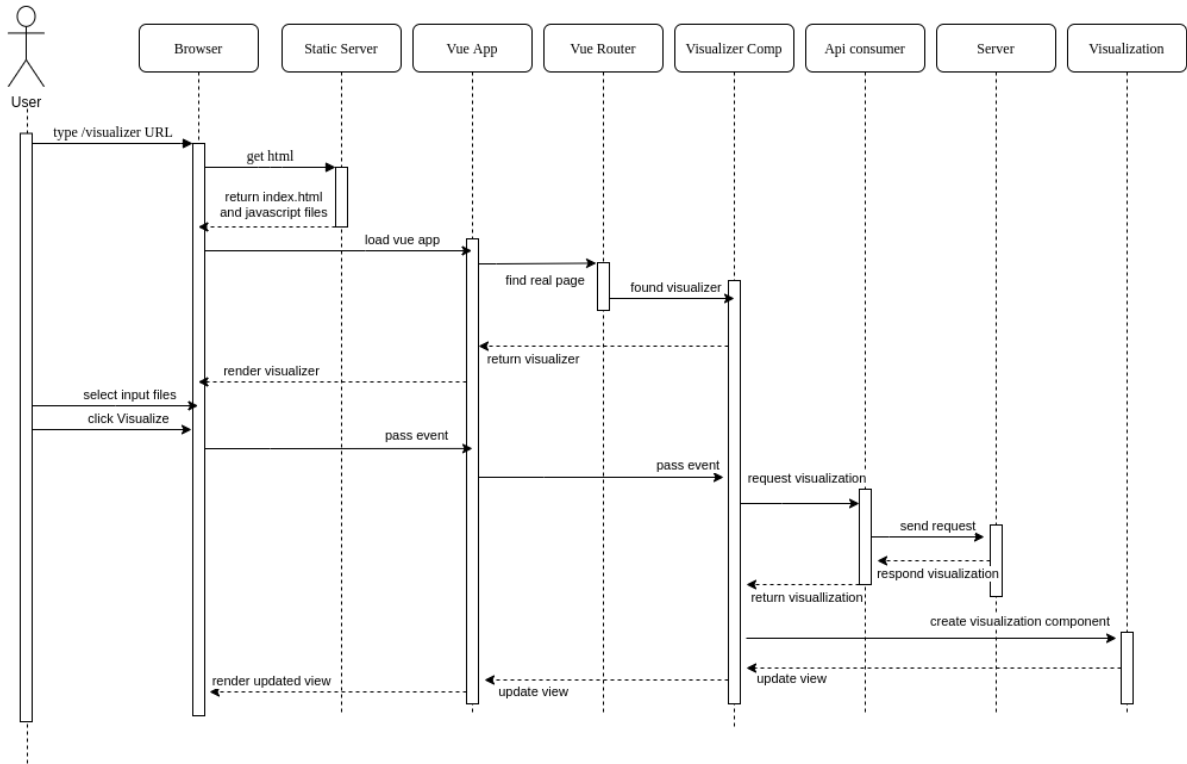 Browser
Static Server
Vue App
Vue Router
Visualizer Comp
Api consumer
Server
Visualization
User
type /visualizer URL
get html
return index.html
and javascript files
load vue app
find real page
found visualizer
return visualizer
render visualizer
select input files
click Visualize
pass event
pass event
request visualization
send request
respond visualization
return visuallization
create visualization component
update view
render updated view
update view